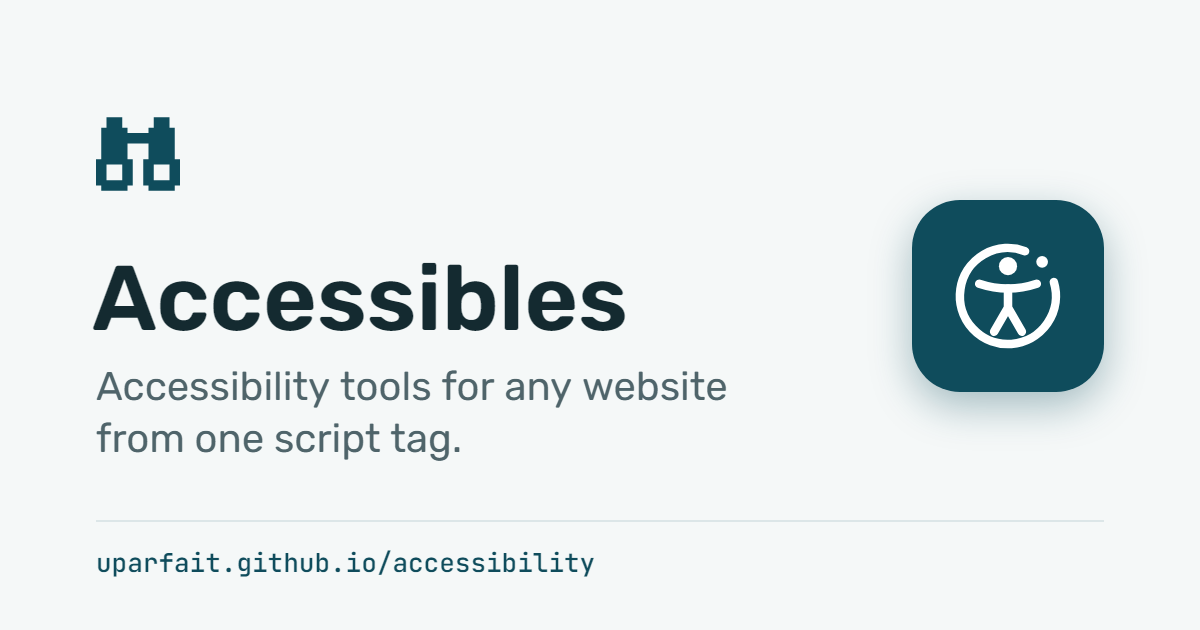 Accessibles
Accessibility tools for any website
from one script tag.
uparfait.github.io/accessibility